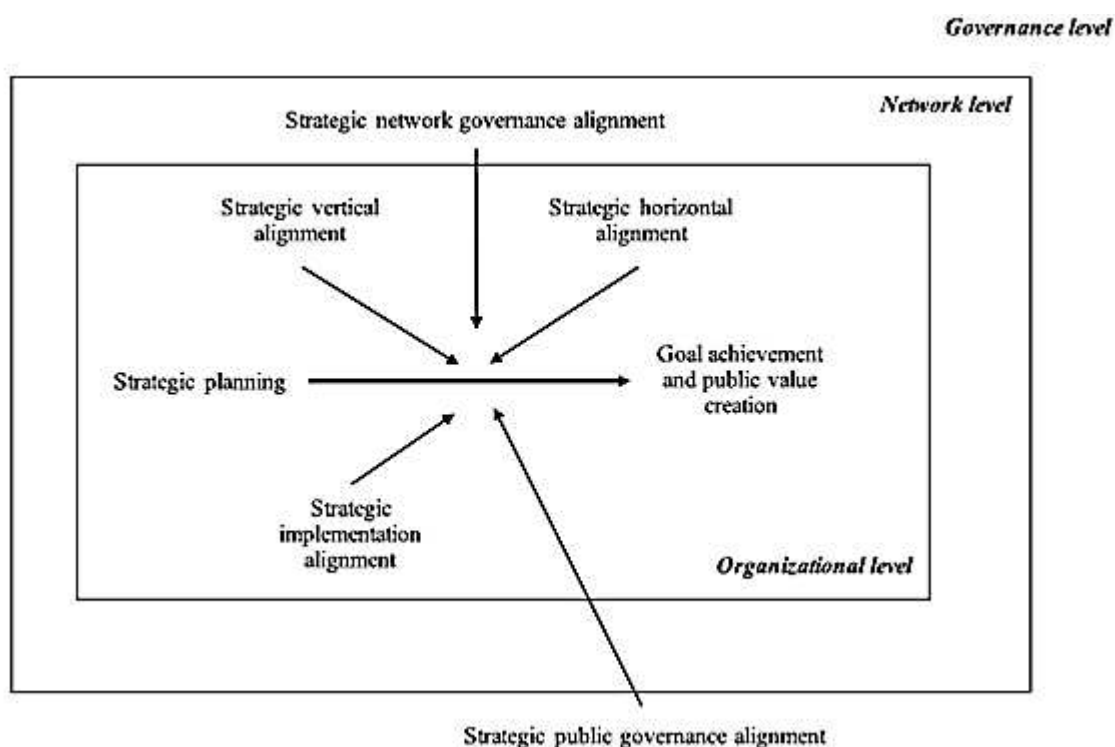 Governance level
Network level
Strategic network governance alignment
Strategic vertical
alignment
Strategic horizontal
alignment
Strategic planning
Goal achievement
and public value
creation
Strategic
implementation
alignment
Organizational level
Strategic public governance alignment